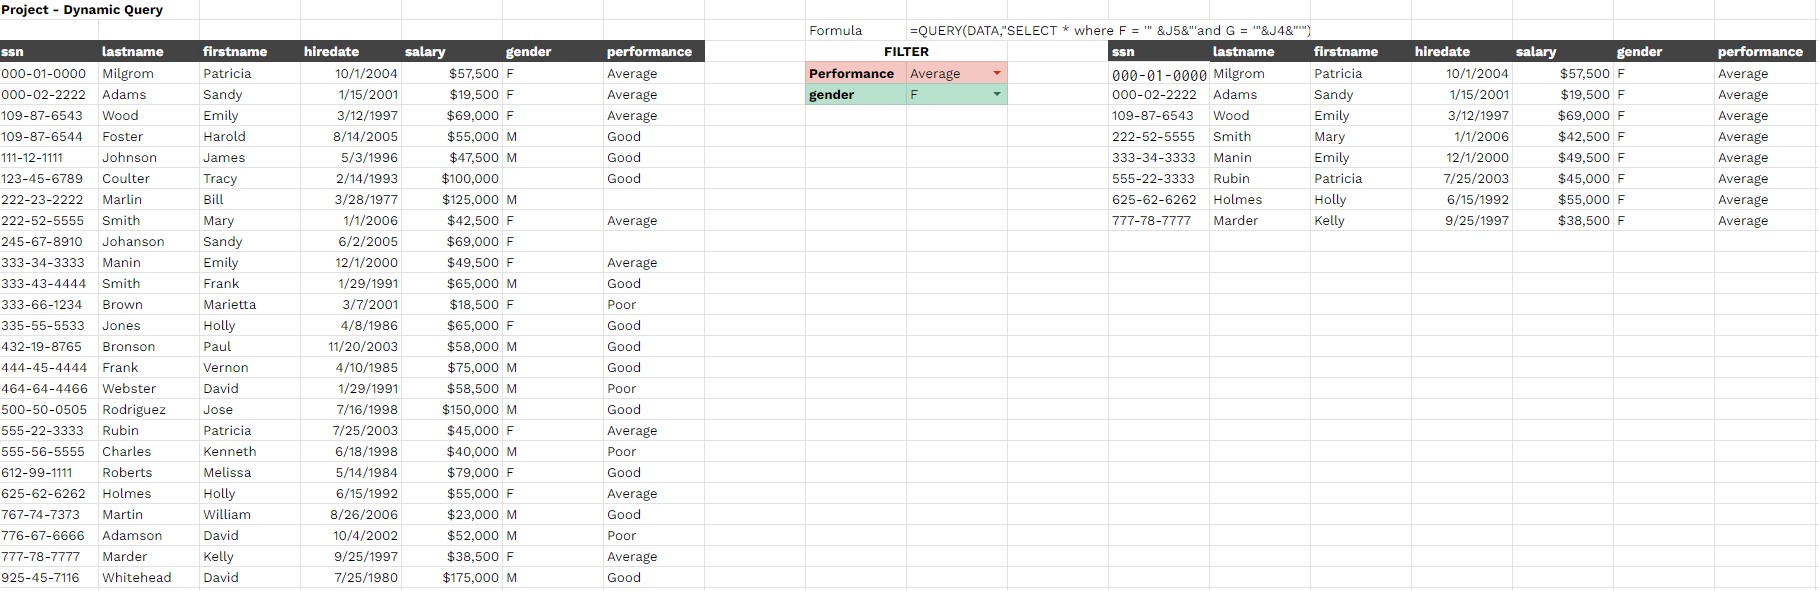 Project - Dynamic Query
Formula =QUERY(DATA,"SELECT * where F = '" &J5&"'and G = '"&J4&"'")
ssn lastname firstname hiredate salary gender performance FILTER ssn lastname firstname hiredate salary gender performance
000-01-0000 Milgrom Patricia 10/1/2004 $57,500 F Average Performance Average 000-01-0000 Milgrom Patricia 10/1/2004 $57,500 F Average
000-02-2222 Adams Sandy 1/15/2001 $19,500 F Average gender F 000-02-2222 Adams Sandy 1/15/2001 $19,500 F Average
109-87-6543 Wood Emily 3/12/1997 $69,000 F Average 109-87-6543 Wood Emily 3/12/1997 $69,000 F Average
109-87-6544 Foster Harold 8/14/2005 $55,000 M Good 222-52-5555 Smith Mary 1/1/2006 $42,500 F Average
111-12-1111 Johnson James 5/3/1996 $47,500 M Good 333-34-3333 Manin Emily 12/1/2000 $49,500 F Average
123-45-6789 Coulter Tracy 2/14/1993 $100,000 Good 555-22-3333 Rubin Patricia 7/25/2003 $45,000 F Average
222-23-2222 Marlin Bill 3/28/1977 $125,000 M 625-62-6262 Holmes Holly 6/15/1992 $55,000 F Average
222-52-5555 Smith Mary 1/1/2006 $42,500 F Average 777-78-7777 Marder Kelly 9/25/1997 $38,500 F Average
245-67-8910 Johanson Sandy 6/2/2005 $69,000 F
333-34-3333 Manin Emily 12/1/2000 $49,500 F Average
333-43-4444 Smith Frank 1/29/1991 $65,000 M Good
333-66-1234 Brown Marietta 3/7/2001 $18,500 F Poor
335-55-5533 Jones Holly 4/8/1986 $65,000 F Good
432-19-8765 Bronson Paul 11/20/2003 $58,000 M Good
444-45-4444 Frank Vernon 4/10/1985 $75,000 M Good
464-64-4466 Webster David 1/29/1991 $58,500 M Poor
500-50-0505 Rodriguez Jose 7/16/1998 $150,000 M Good
555-22-3333 Rubin Patricia 7/25/2003 $45,000 F Average
555-56-5555 Charles Kenneth 6/18/1998 $40,000 M Poor
612-99-1111 Roberts Melissa 5/14/1984 $79,000 F Good
625-62-6262 Holmes Holly 6/15/1992 $55,000 F Average
767-74-7373 Martin William 8/26/2006 $23,000 M Good
776-67-6666 Adamson David 10/4/2002 $52,000 M Poor
777-78-7777 Marder Kelly 9/25/1997 $38,500 F Average
925-45-7116 Whitehead David 7/25/1980 $175,000 M Good